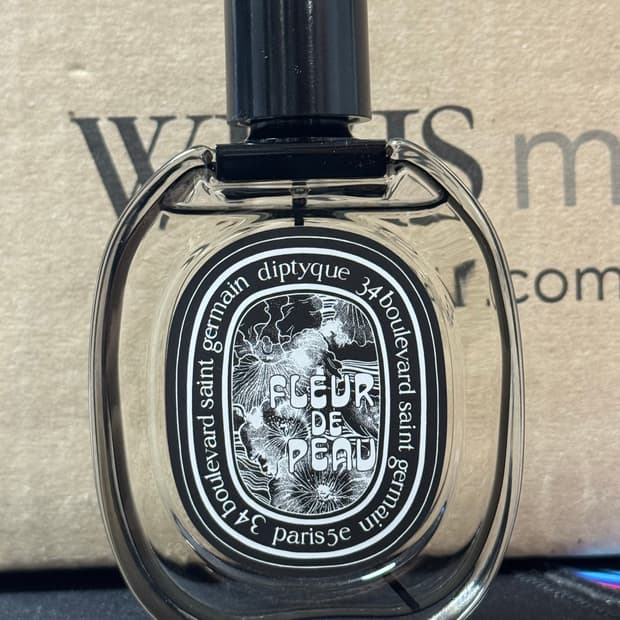 diptyque
34 boulevard saint germain
FLEUR
DE
PEAU
34 boulevard saint germain
paris 5e
.com